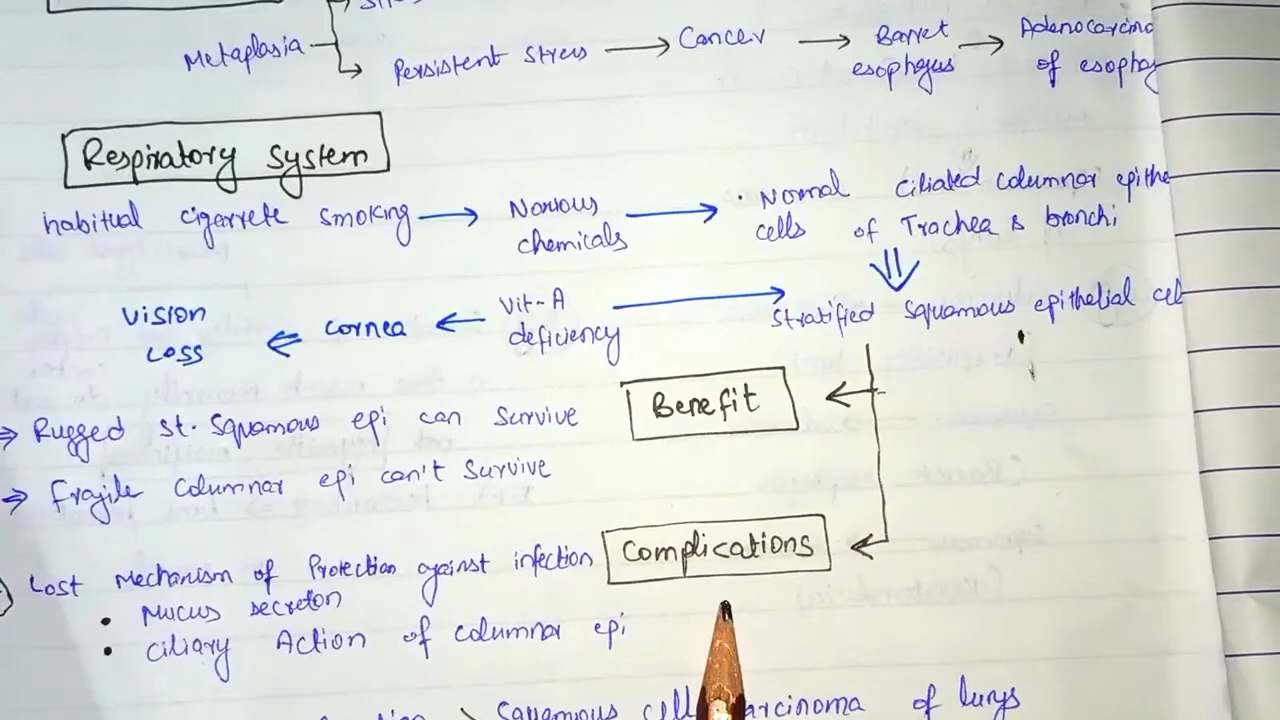 Metaplasia → Persistent stress → Cancer → Barret esophagus → Adenocarcino of esophag
Respiratory system
habitual cigarrete smoking → Noxious chemicals → • Normal ciliated columnar epithe cells of Trachea & bronchi
⇓
Vision Loss ⇐ cornea ← Vit-A deficiency → Stratified squamous epithelial cel
Benefit ←
⇒ Rugged st. squamous epi can survive
⇒ Frajile columnar epi can't survive
Complications ←
Lost Mechanism of Protection against infection
• Mucus secreton
• ciliary Action of columnar epi
squamous cell carcinoma of lungs